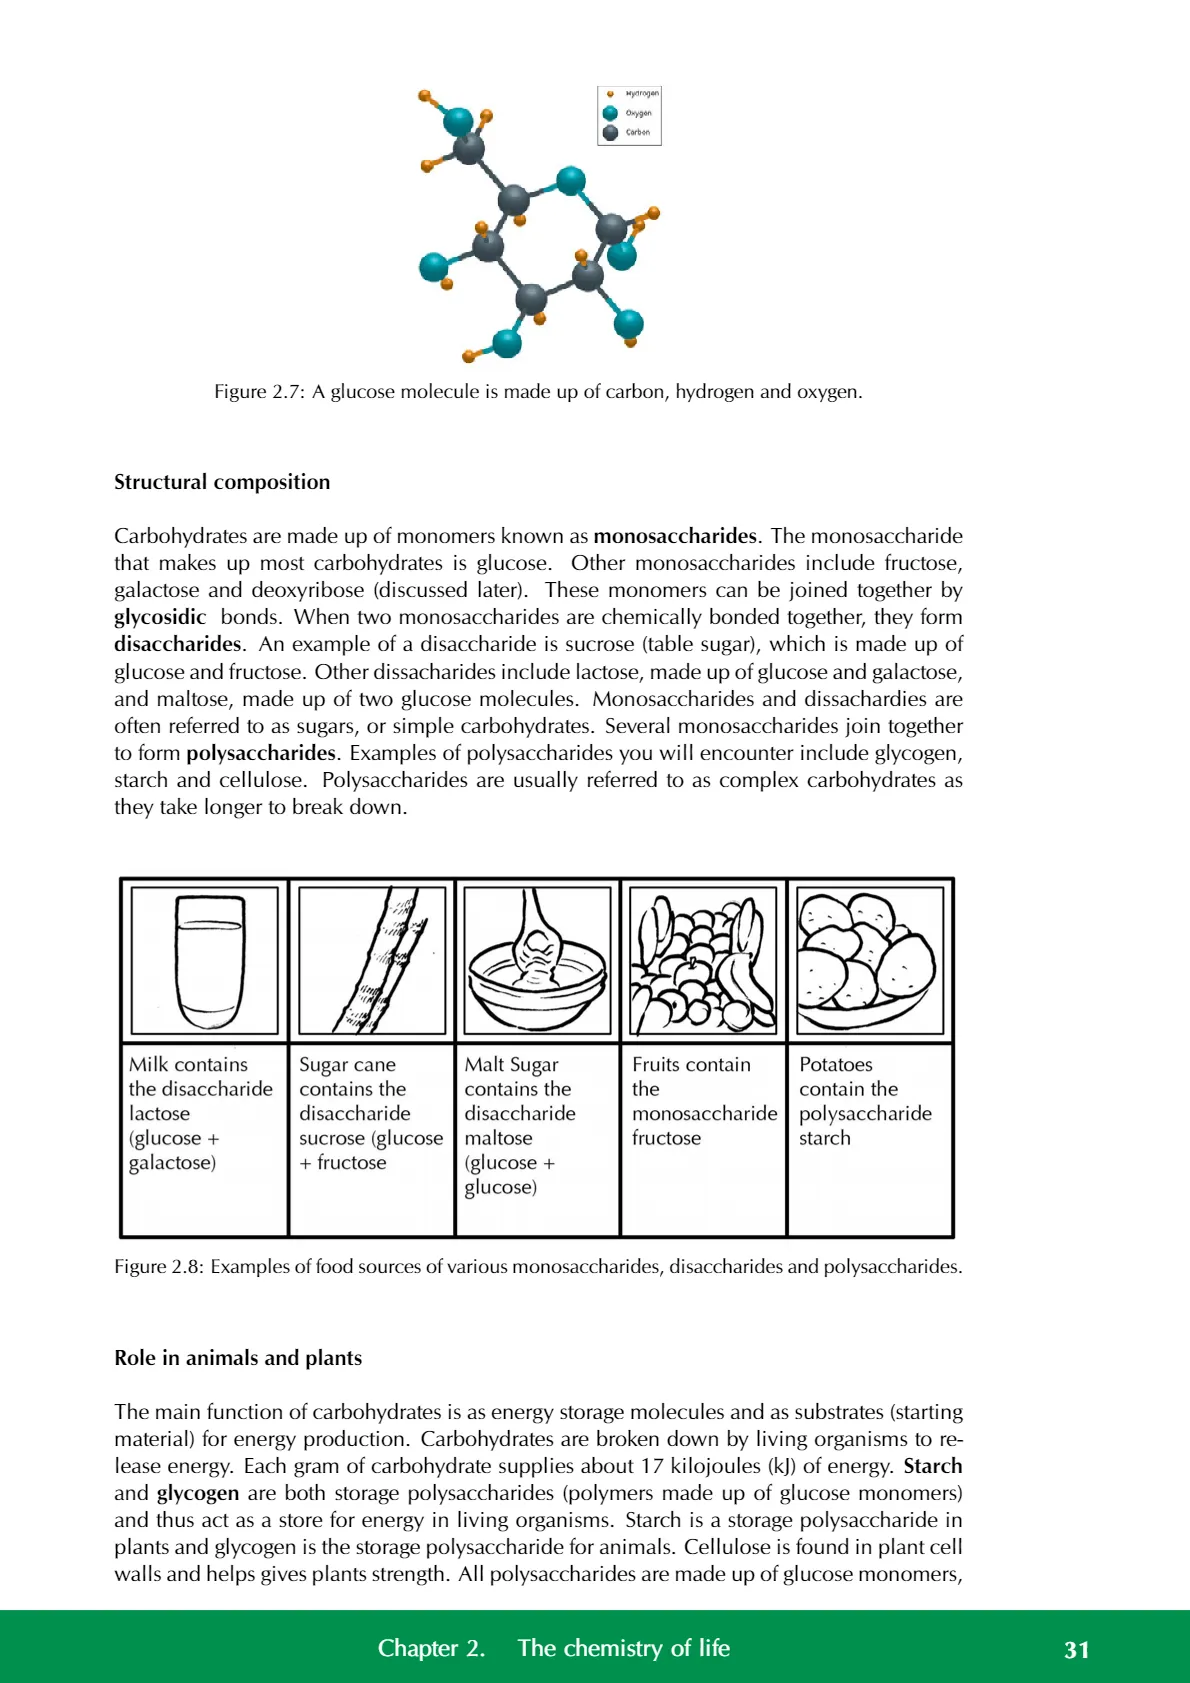 Hydrogen
Oxygen
Carbon
Figure 2.7: A glucose molecule is made up of carbon, hydrogen and oxygen.
Structural composition
Carbohydrates are made up of monomers known as monosaccharides. The monosaccharide
that makes up most carbohydrates is glucose. Other monosaccharides include fructose,
galactose and deoxyribose (discussed later). These monomers can be joined together by
glycosidic bonds. When two monosaccharides are chemically bonded together, they form
disaccharides. An example of a disaccharide is sucrose (table sugar), which is made up of
glucose and fructose. Other dissacharides include lactose, made up of glucose and galactose,
and maltose, made up of two glucose molecules. Monosaccharides and dissachardies are
often referred to as sugars, or simple carbohydrates. Several monosaccharides join together
to form polysaccharides. Examples of polysaccharides you will encounter include glycogen,
starch and cellulose. Polysaccharides are usually referred to as complex carbohydrates as
they take longer to break down.
Milk contains
the disaccharide
lactose
(glucose +
galactose)
Sugar cane
contains the
disaccharide
sucrose (glucose
+ fructose
Malt Sugar
contains the
disaccharide
maltose
(glucose +
glucose)
Fruits contain
the
monosaccharide
fructose
Potatoes
contain the
polysaccharide
starch
Figure 2.8: Examples of food sources of various monosaccharides, disaccharides and polysaccharides.
Role in animals and plants
The main function of carbohydrates is as energy storage molecules and as substrates (starting
material) for energy production. Carbohydrates are broken down by living organisms to re-
lease energy. Each gram of carbohydrate supplies about 17 kilojoules (kJ) of energy. Starch
and glycogen are both storage polysaccharides (polymers made up of glucose monomers)
and thus act as a store for energy in living organisms. Starch is a storage polysaccharide in
plants and glycogen is the storage polysaccharide for animals. Cellulose is found in plant cell
walls and helps gives plants strength. All polysaccharides are made up of glucose monomers,
Chapter 2. The chemistry of life
31